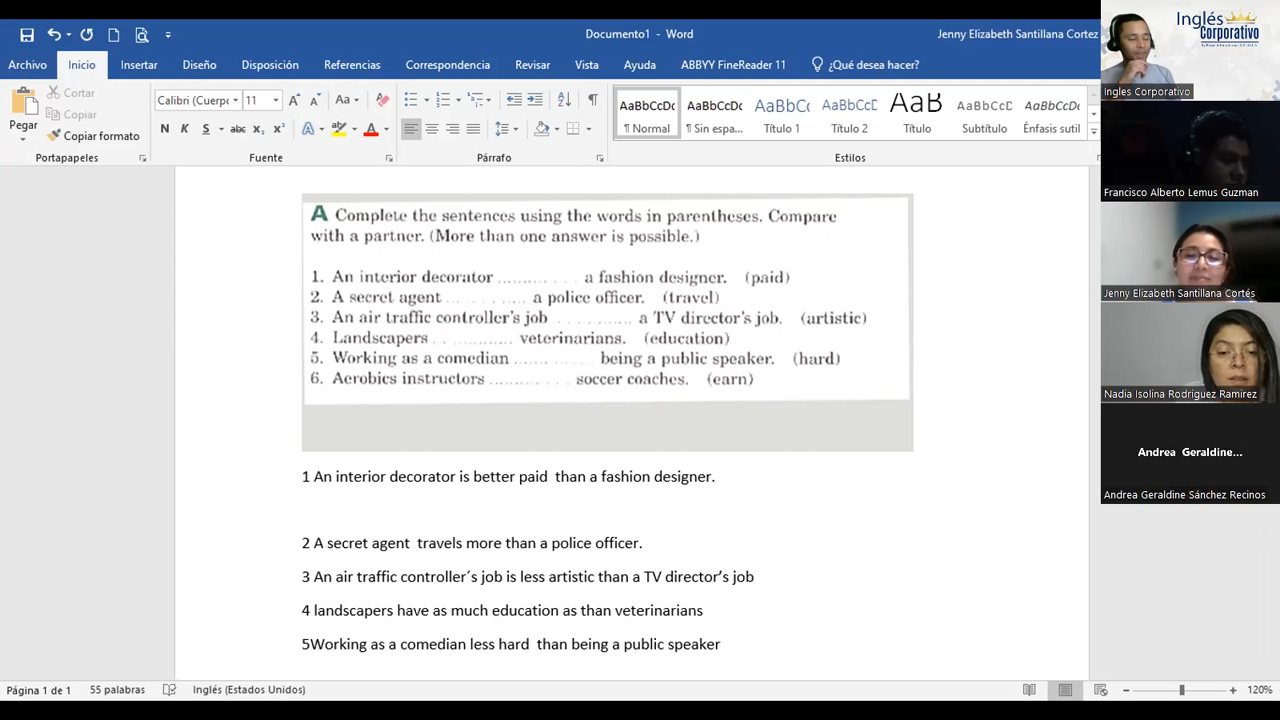 Documento1 - Word
Jenny Elizabeth Santillana Cortez
Archivo Inicio Insertar Diseño Disposición Referencias Correspondencia Revisar Vista Ayuda ABBYY FineReader 11 ¿Qué desea hacer?
Pegar
Cortar
Copiar
Copiar formato
Portapapeles
Calibri (Cuerp 11
Aa
N K S abc x₂ x²
Fuente
Párrafo
AaBbCcDc AaBbCcDc AaBbCc AaBbCcD AaB AaBbCcD AaBbCcDc
¶ Normal ¶ Sin espa... Título 1 Título 2 Título Subtítulo Énfasis sutil
Estilos
A Complete the sentences using the words in parentheses. Compare
with a partner. (More than one answer is possible.)
1. An interior decorator ............ a fashion designer. (paid)
2. A secret agent ............ a police officer. (travel)
3. An air traffic controller's job ............ a TV director's job. (artistic)
4. Landscapers ............ veterinarians. (education)
5. Working as a comedian ............ being a public speaker. (hard)
6. Aerobics instructors ............ soccer coaches. (earn)
1 An interior decorator is better paid than a fashion designer.
2 A secret agent travels more than a police officer.
3 An air traffic controller´s job is less artistic than a TV director's job
4 landscapers have as much education as than veterinarians
5Working as a comedian less hard than being a public speaker
Página 1 de 1 55 palabras Inglés (Estados Unidos) 120%
Inglés
Corporativo
Ingles Corporativo
Francisco Alberto Lemus Guzman
Jenny Elizabeth Santillana Cortés
Nadia Isolina Rodriguez Ramirez
Andrea Geraldine...
Andrea Geraldine Sánchez Recinos